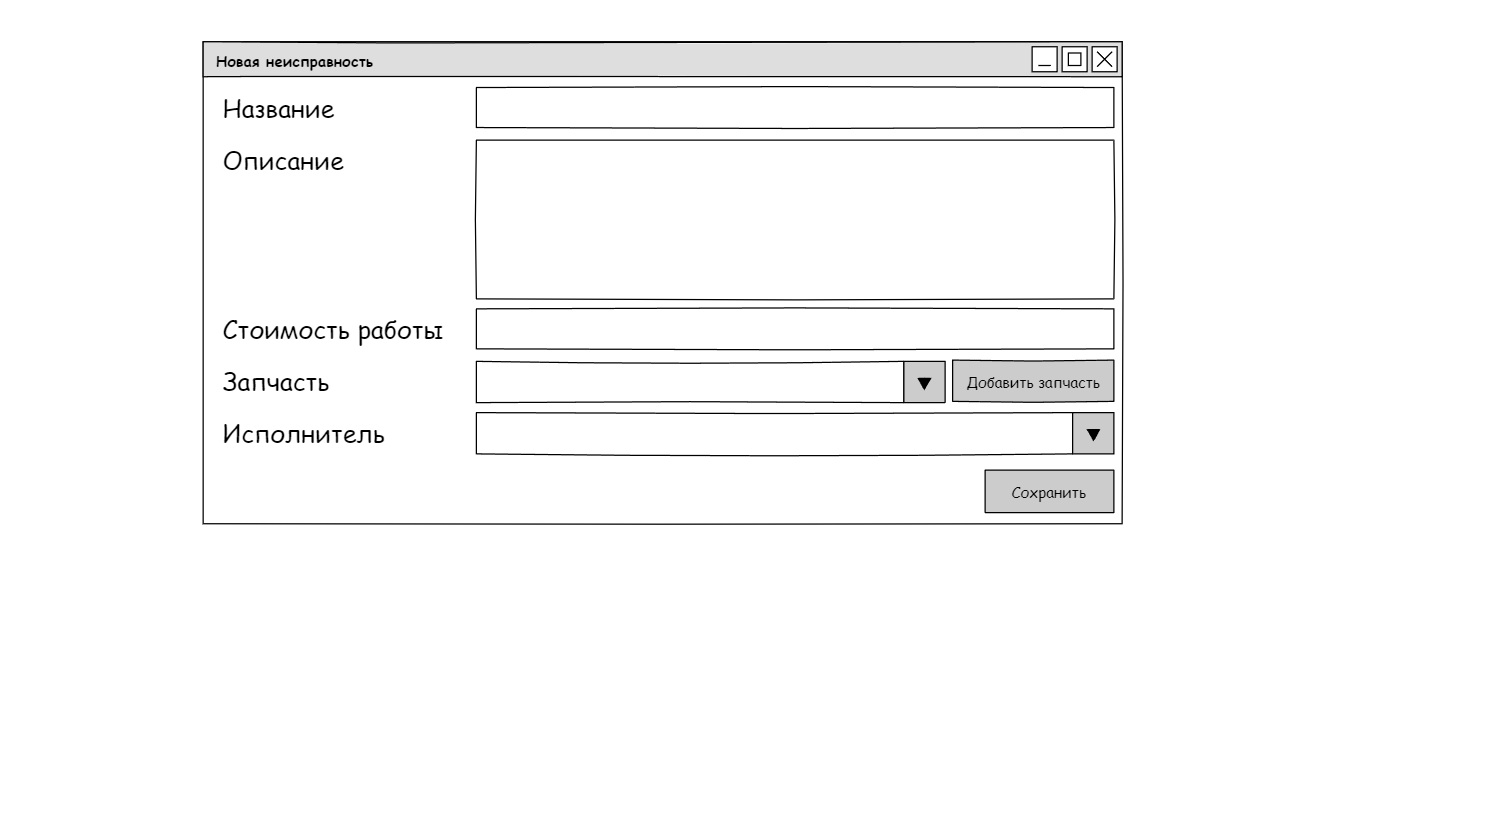 Новая неисправность
Название
Описание
Стоимость работы
Запчасть
Добавить запчасть
Исполнитель
Сохранить